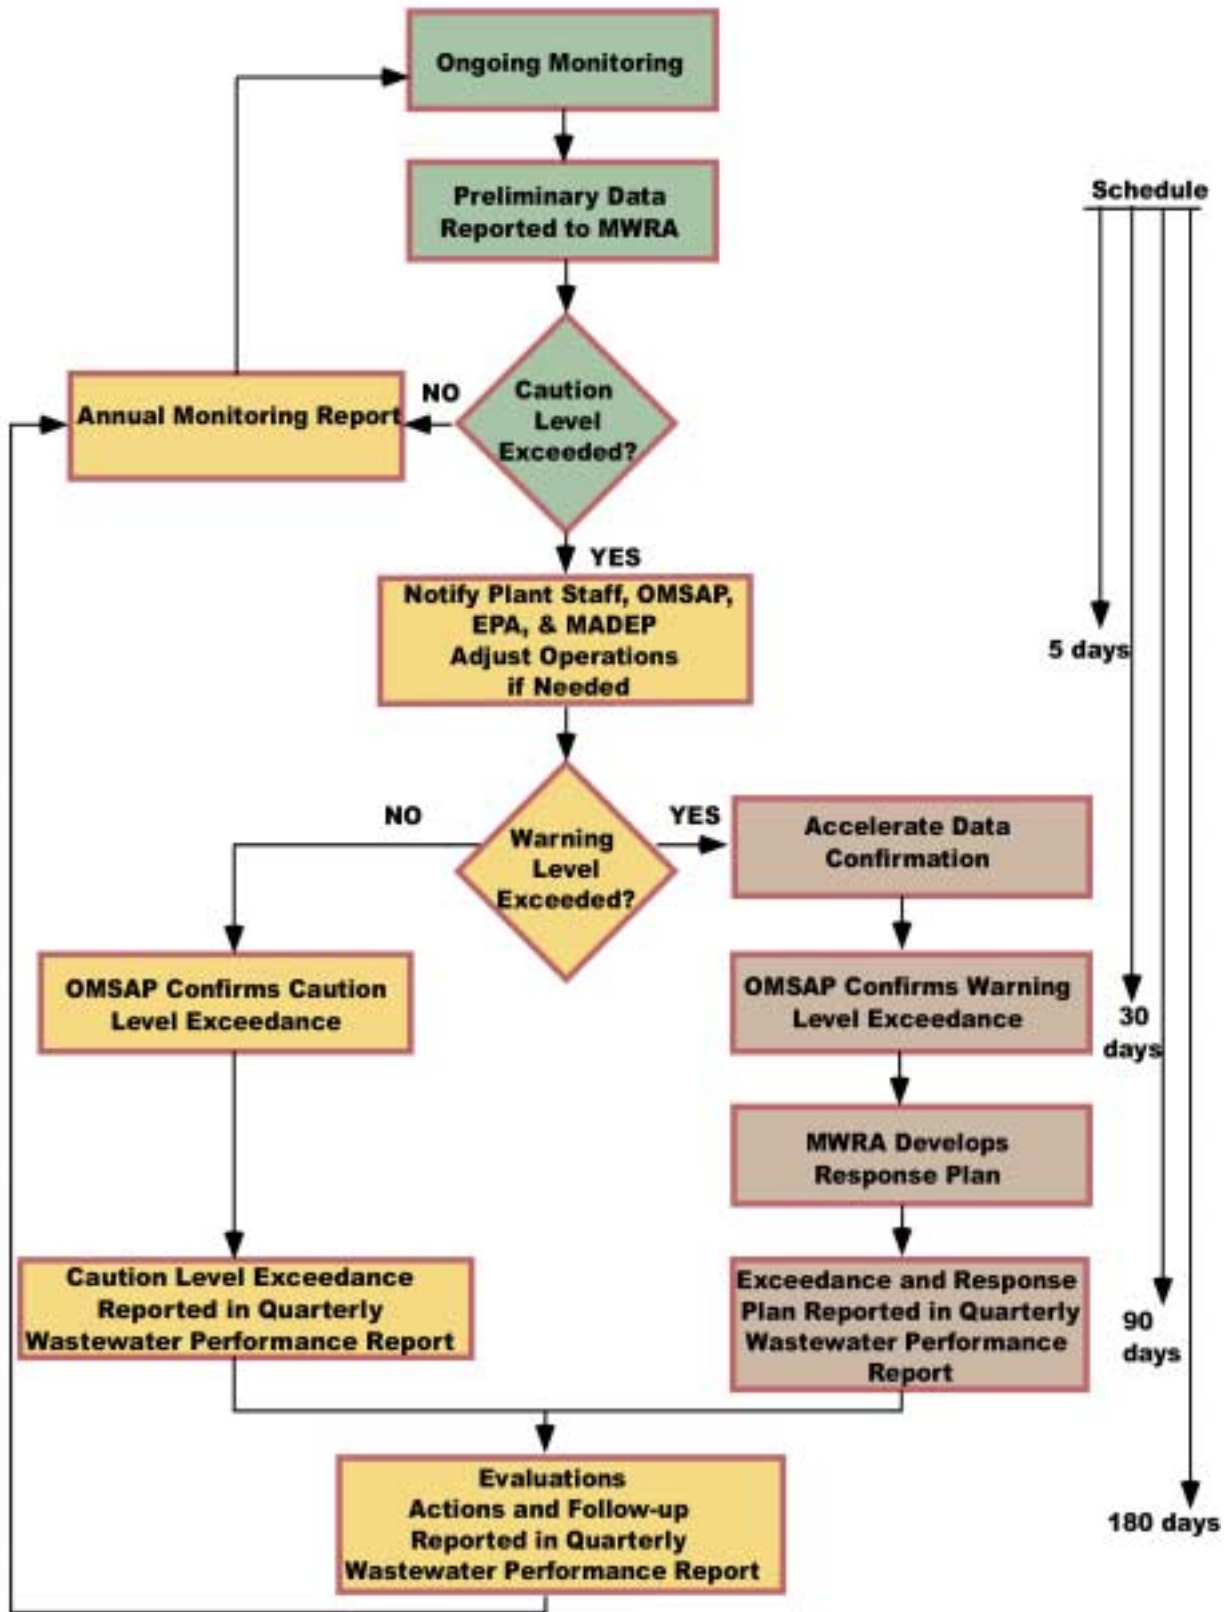 Ongoing Monitoring
Preliminary Data
Reported to MWRA
Schedule
Caution
Level
Exceeded?
NO
Annual Monitoring Report
YES
Notify Plant Staff, OMSAP,
EPA, & MADEP
Adjust Operations
if Needed
5 days
Warning
Level
Exceeded?
NO
YES
Accelerate Data
Confirmation
OMSAP Confirms Caution
Level Exceedance
OMSAP Confirms Warning
Level Exceedance
30
days
MWRA Develops
Response Plan
Caution Level Exceedance
Reported in Quarterly
Wastewater Performance Report
Exceedance and Response
Plan Reported in Quarterly
Wastewater Performance
Report
90
days
Evaluations
Actions and Follow-up
Reported in Quarterly
Wastewater Performance Report
180 days